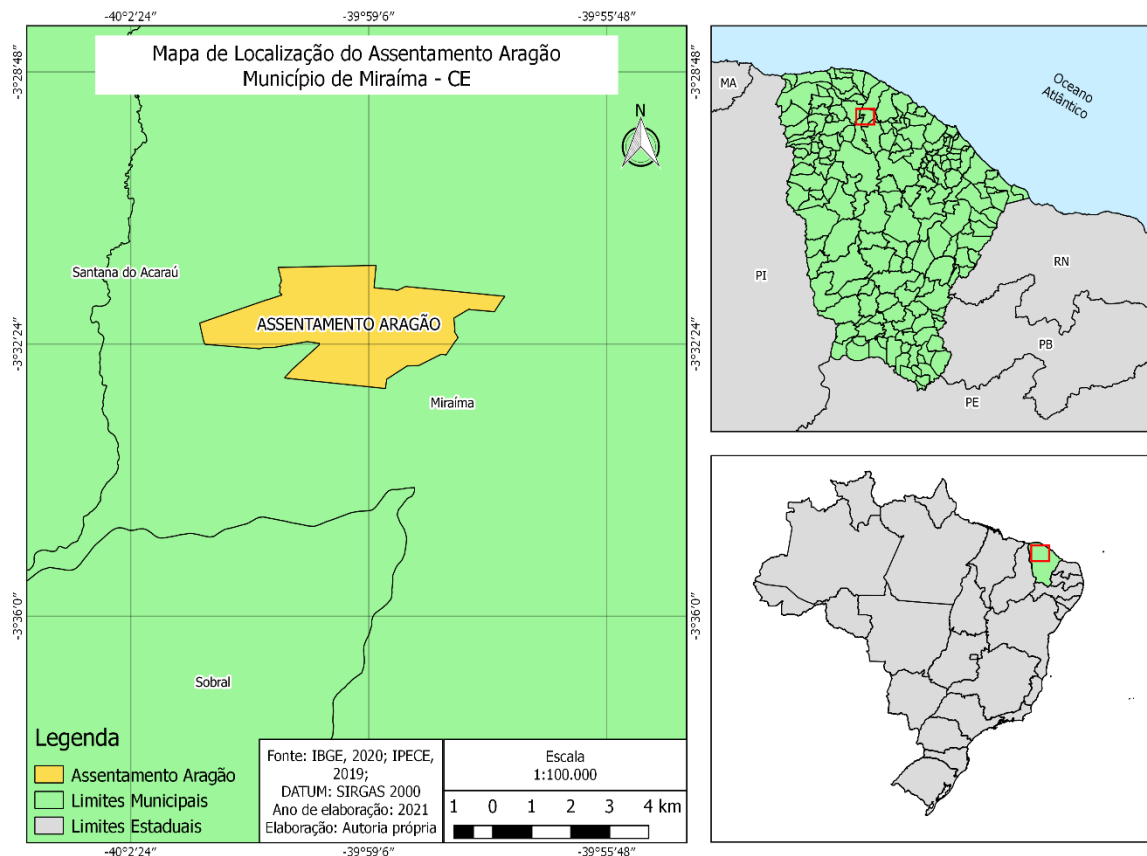 -40°2′24″
-39°59′6″
-39°55′48″
Mapa de Localização do Assentamento Aragão
Município de Miraíma - CE
-3°28′48″
-3°28′48″
N
Santana do Acaraú
ASSENTAMENTO ARAGÃO
-3°32′24″
-3°32′24″
Miraíma
-3°36′0″
-3°36′0″
Sobral
Legenda
Assentamento Aragão
Limites Municipais
Limites Estaduais
Fonte: IBGE, 2020; IPECE,
2019;
DATUM: SIRGAS 2000
Ano de elaboração: 2021
Elaboração: Autoria própria
Escala
1:100.000
1 0 1 2 3 4 km
-40°2′24″
-39°59′6″
-39°55′48″
MA
Oceano
Atlântico
PI
RN
PB
PE